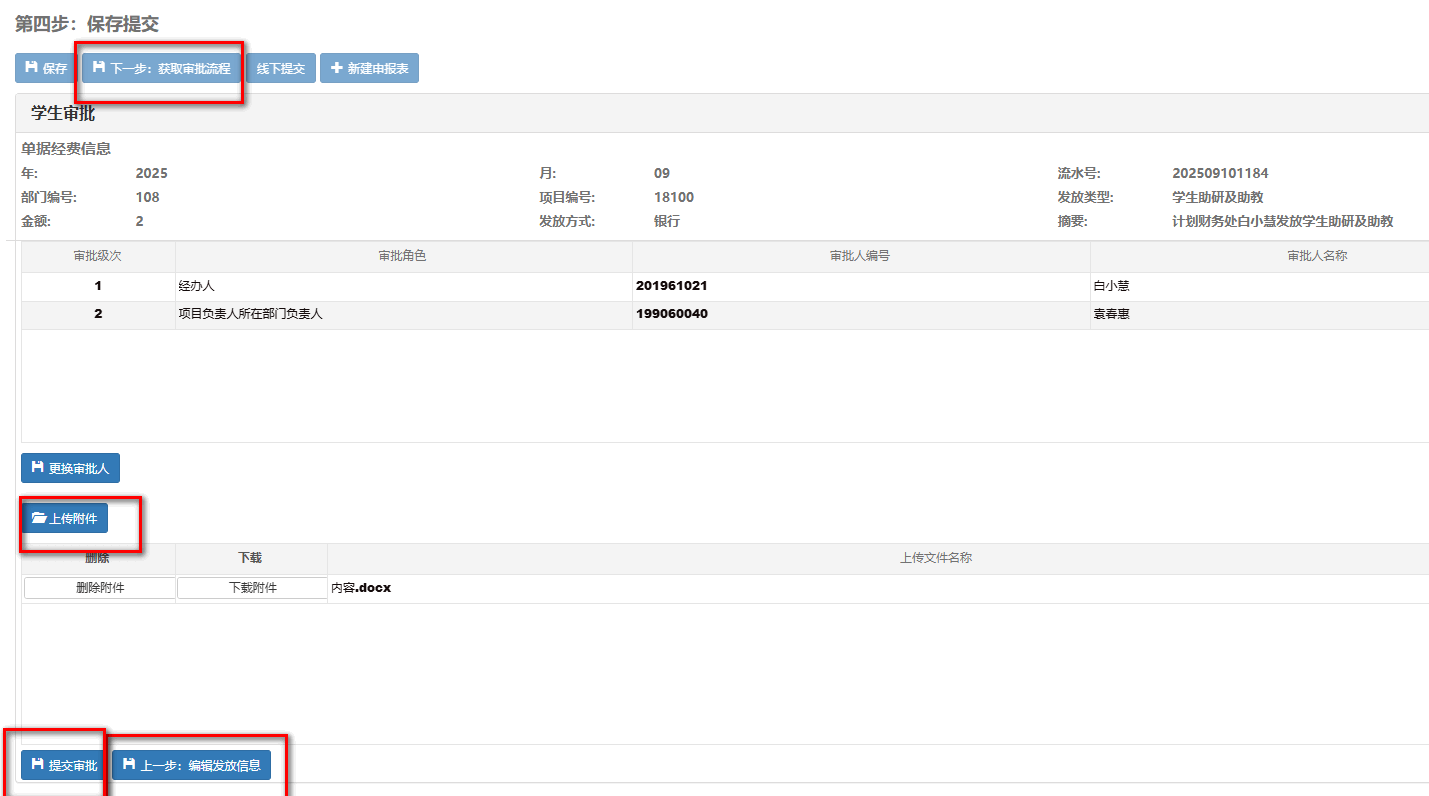 第四步：保存提交
保存 下一步：获取审批流程 线下提交 新建申报表
学生审批
单据经费信息
年: 2025 月: 09 流水号: 202509101184
部门编号: 108 项目编号: 18100 发放类型: 学生助研及助教
金额: 2 发放方式: 银行 摘要: 计划财务处白小慧发放学生助研及助教
审批级次 审批角色 审批人编号 审批人名称
1 经办人 201961021 白小慧
2 项目负责人所在部门负责人 199060040 袁春惠
更换审批人
上传附件
删除 下载 上传文件名称
删除附件 下载附件 内容.docx
提交审批 上一步：编辑发放信息